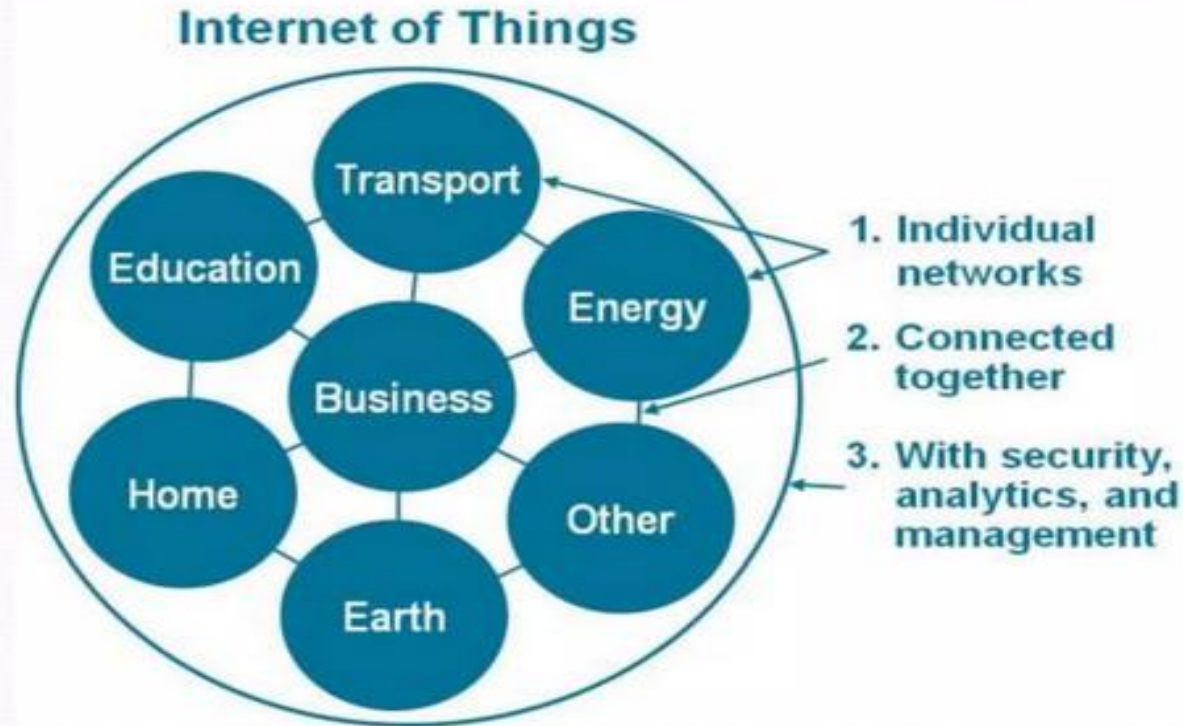 Internet of Things
Transport
Education
Energy
Business
Home
Other
Earth
1. Individual
networks
2. Connected
together
3. With security,
analytics, and
management